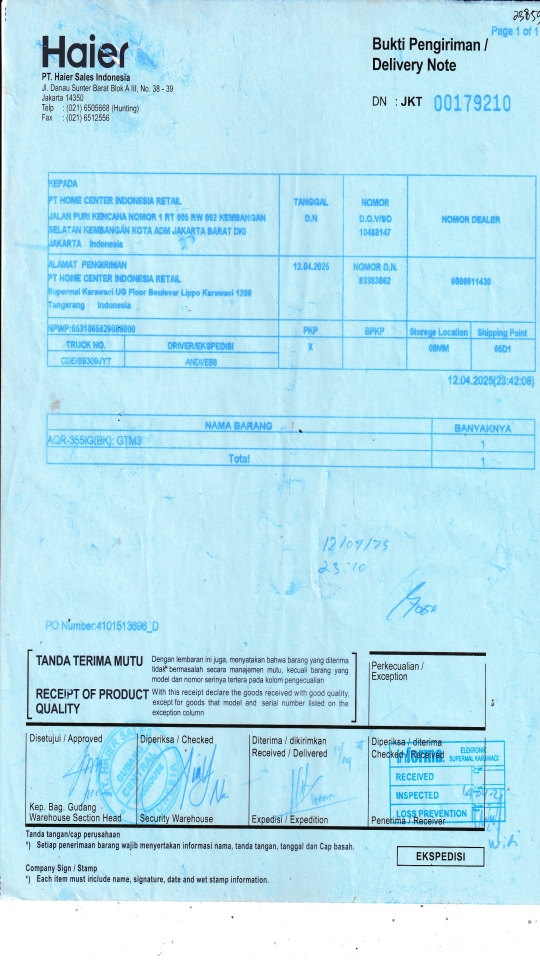 Page 1 of 1
Haier
PT. Haier Sales Indonesia
Jl. Danau Sunter Barat Blok A III, No. 38 - 39
Jakarta 14350
Telp : (021) 6505668 (Hunting)
Fax : (021) 6512556
Bukti Pengiriman /
Delivery Note
DN : JKT 00179210
KEPADA
PT HOME CENTER INDONESIA RETAIL
JALAN PURI KENCANA NOMOR 1 RT 005 RW 002 KEMBANGAN
SELATAN KEMBANGAN KOTA ADM JAKARTA BARAT DKI
JAKARTA Indonesia
TANGGAL
D.N
NOMOR
D.O.V/SO
10488147
NOMOR DEALER
ALAMAT PENGIRIMAN
PT HOME CENTER INDONESIA RETAIL
Supermal Karawaci UG Floor Boulevar Lippo Karawaci 1200
Tangerang Indonesia
12.04.2025
NOMOR D.N.
83383062
6000611430
PKP
BPKP
Storege Location
Shipping Point
TRUCK NO.
DRIVER/EKSPEDISI
X
00MM
66D1
12.04.2025(23:42:08)
NAMA BARANG
BANYAKNYA
AQR-355IG(BK); GTM3
1
Total
1
23:10
PO Number:4101513696_D
TANDA TERIMA MUTU
Dengan lembaran ini juga, menyatakan bahwa barang yang diterima
tidak bermasalah secara manajemen mutu, kecuali barang yang
model dan nomor serinya tertera pada kolom pengecualian
RECEIPT OF PRODUCT
QUALITY
With this receipt declare the goods received with good quality,
except for goods that model and serial number listed on the
exception column
Perkecualian /
Exception
Disetujui / Approved
Diperiksa / Checked
Diterima / dikirimkan
Received / Delivered
Diperiksa / diterima
Checked / Received
informa
ELEKRONIK
SUPERMAL KARAWACI
RECEIVED
INSPECTED
LOSS PREVENTION
Kep. Bag. Gudang
Warehouse Section Head
Security Warehouse
Expedisi / Expedition
Penerima / Receiver
Tanda tangan/cap perusahaan
*) Setiap penerimaan barang wajib menyertakan informasi nama, tanda tangan, tanggal dan Cap basah.
EKSPEDISI
Company Sign / Stamp
*) Each item must include name, signature, date and wet stamp information.